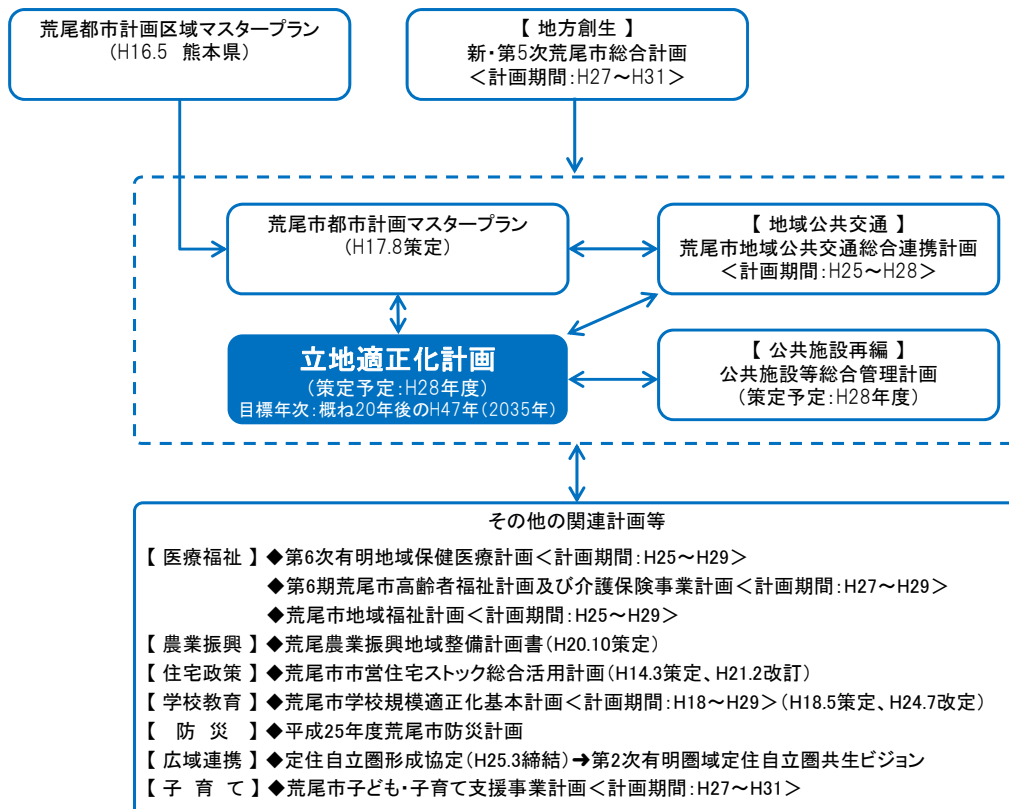 荒尾都市計画区域マスタープラン
(H16.5 熊本県)
【 地方創生 】
新・第5次荒尾市総合計画
＜計画期間：H27～H31＞
荒尾市都市計画マスタープラン
(H17.8策定)
【 地域公共交通 】
荒尾市地域公共交通総合連携計画
＜計画期間：H25～H28＞
立地適正化計画
(策定予定：H28年度)
目標年次：概ね20年後のH47年(2035年)
【 公共施設再編 】
公共施設等総合管理計画
(策定予定：H28年度)
その他の関連計画等
【 医療福祉 】◆第6次有明地域保健医療計画＜計画期間：H25～H29＞
◆第6期荒尾市高齢者福祉計画及び介護保険事業計画＜計画期間：H27～H29＞
◆荒尾市地域福祉計画＜計画期間：H25～H29＞
【 農業振興 】◆荒尾農業振興地域整備計画書(H20.10策定)
【 住宅政策 】◆荒尾市市営住宅ストック総合活用計画(H14.3策定、H21.2改訂)
【 学校教育 】◆荒尾市学校規模適正化基本計画＜計画期間：H18～H29＞(H18.5策定、H24.7改定)
【 防 災 】◆平成25年度荒尾市防災計画
【 広域連携 】◆定住自立圏形成協定(H25.3締結)➔第2次有明圏域定住自立圏共生ビジョン
【 子 育 て 】◆荒尾市子ども・子育て支援事業計画＜計画期間：H27～H31＞